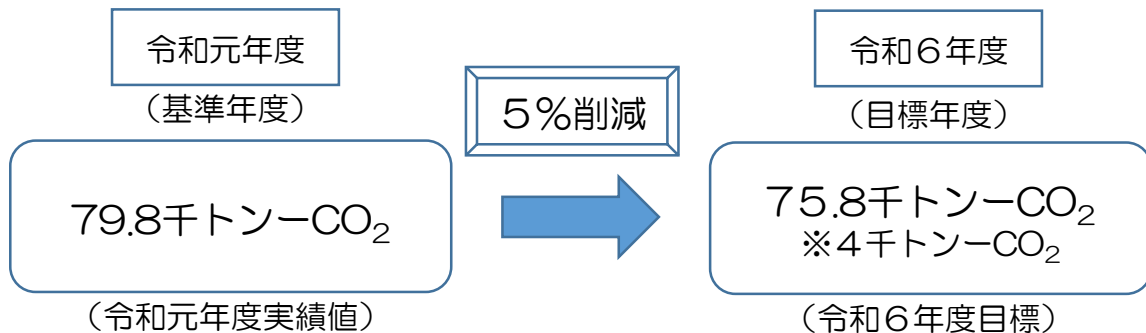 令和元年度
（基準年度）
79.8千トンーCO₂
（令和元年度実績値）
５％削減
令和６年度
（目標年度）
75.8千トンーCO₂
※４千トンーCO₂
（令和６年度目標）